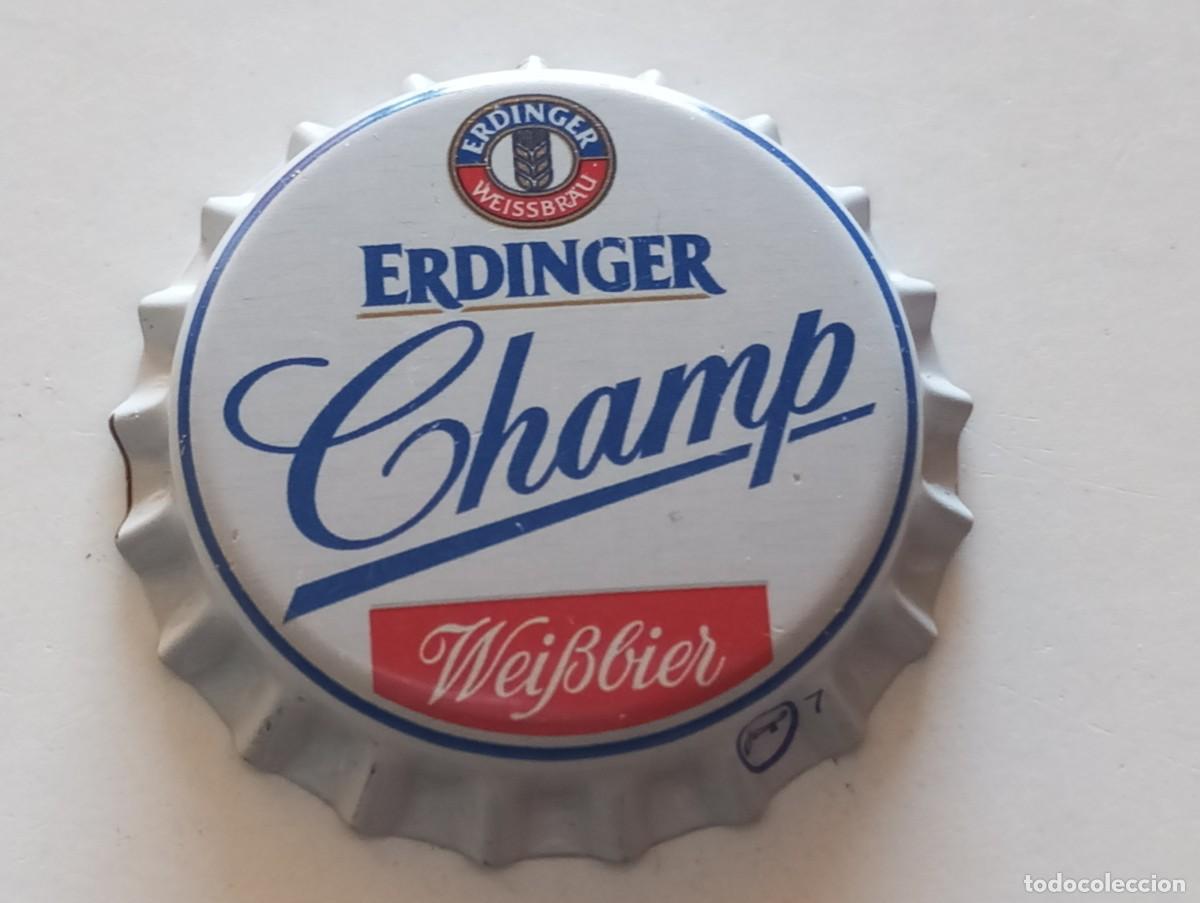 ERDINGER
WEISSBRÄU
ERDINGER
Champ
Weißbier
7
todocoleccion